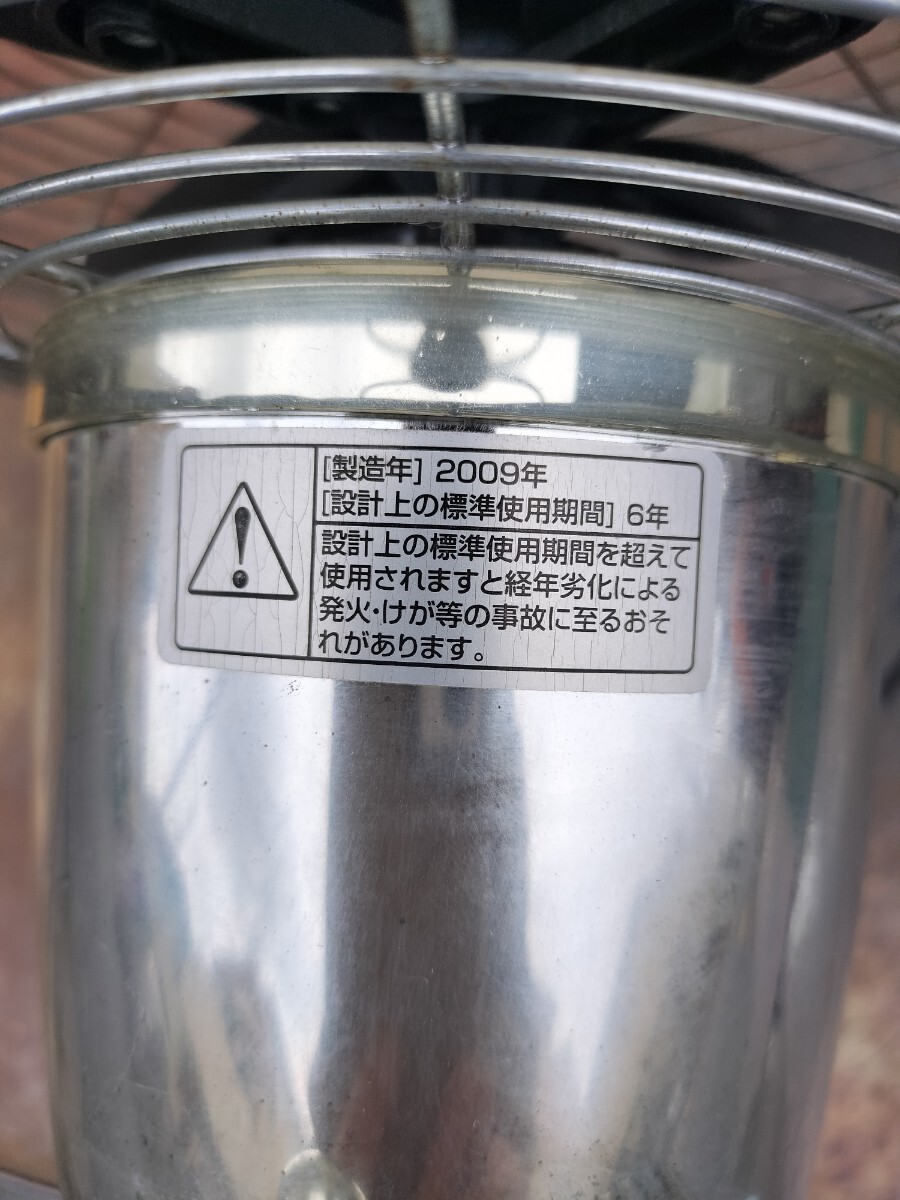 [製造年] 2009年
[設計上の標準使用期間] 6年
設計上の標準使用期間を超えて
使用されますと経年劣化による
発火・けが等の事故に至るおそ
れがあります。